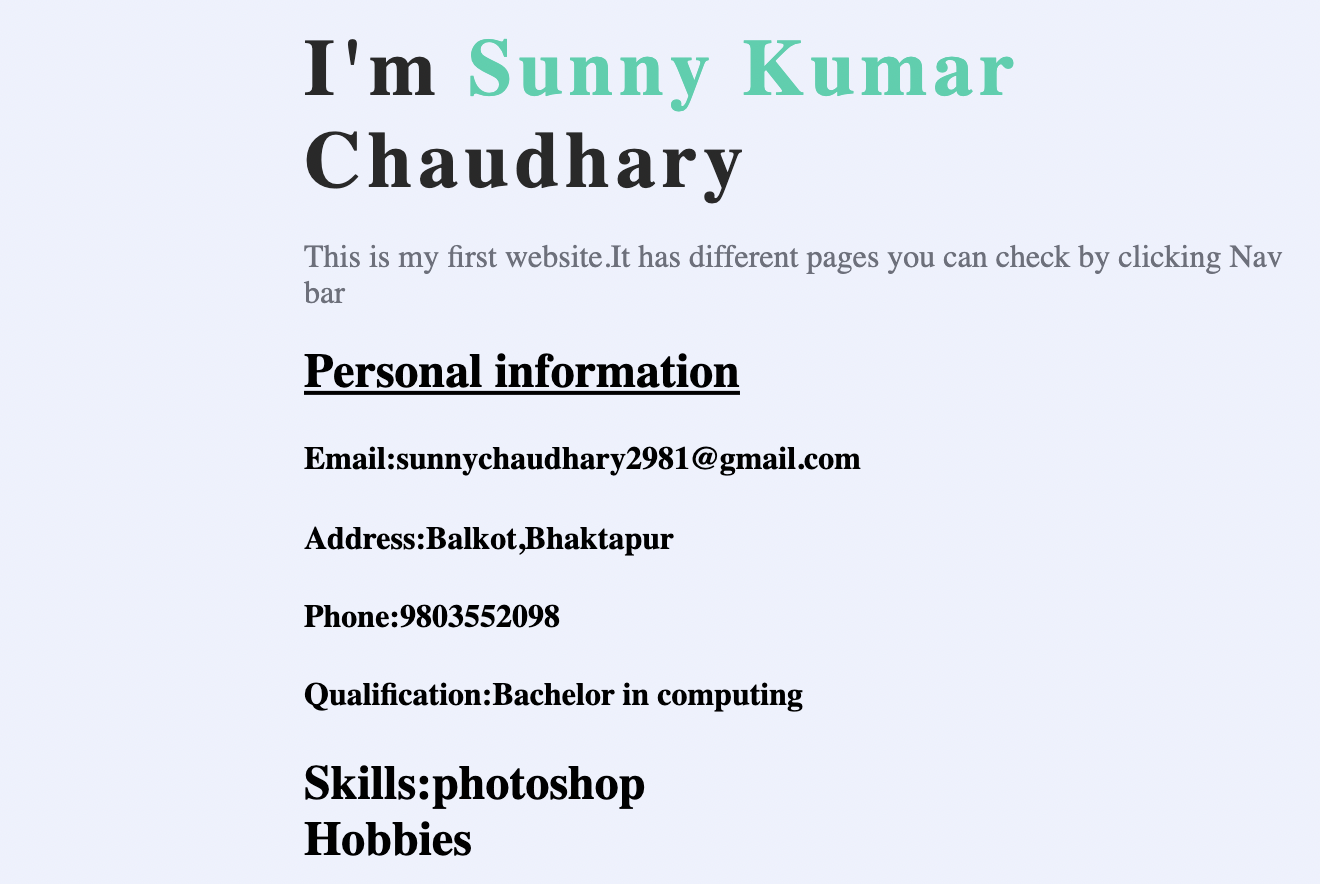 I'm Sunny Kumar
Chaudhary
This is my first website.It has different pages you can check by clicking Nav
bar
Personal information
Email:sunnychaudhary2981@gmail.com
Address:Balkot,Bhaktapur
Phone:9803552098
Qualification:Bachelor in computing
Skills:photoshop
Hobbies